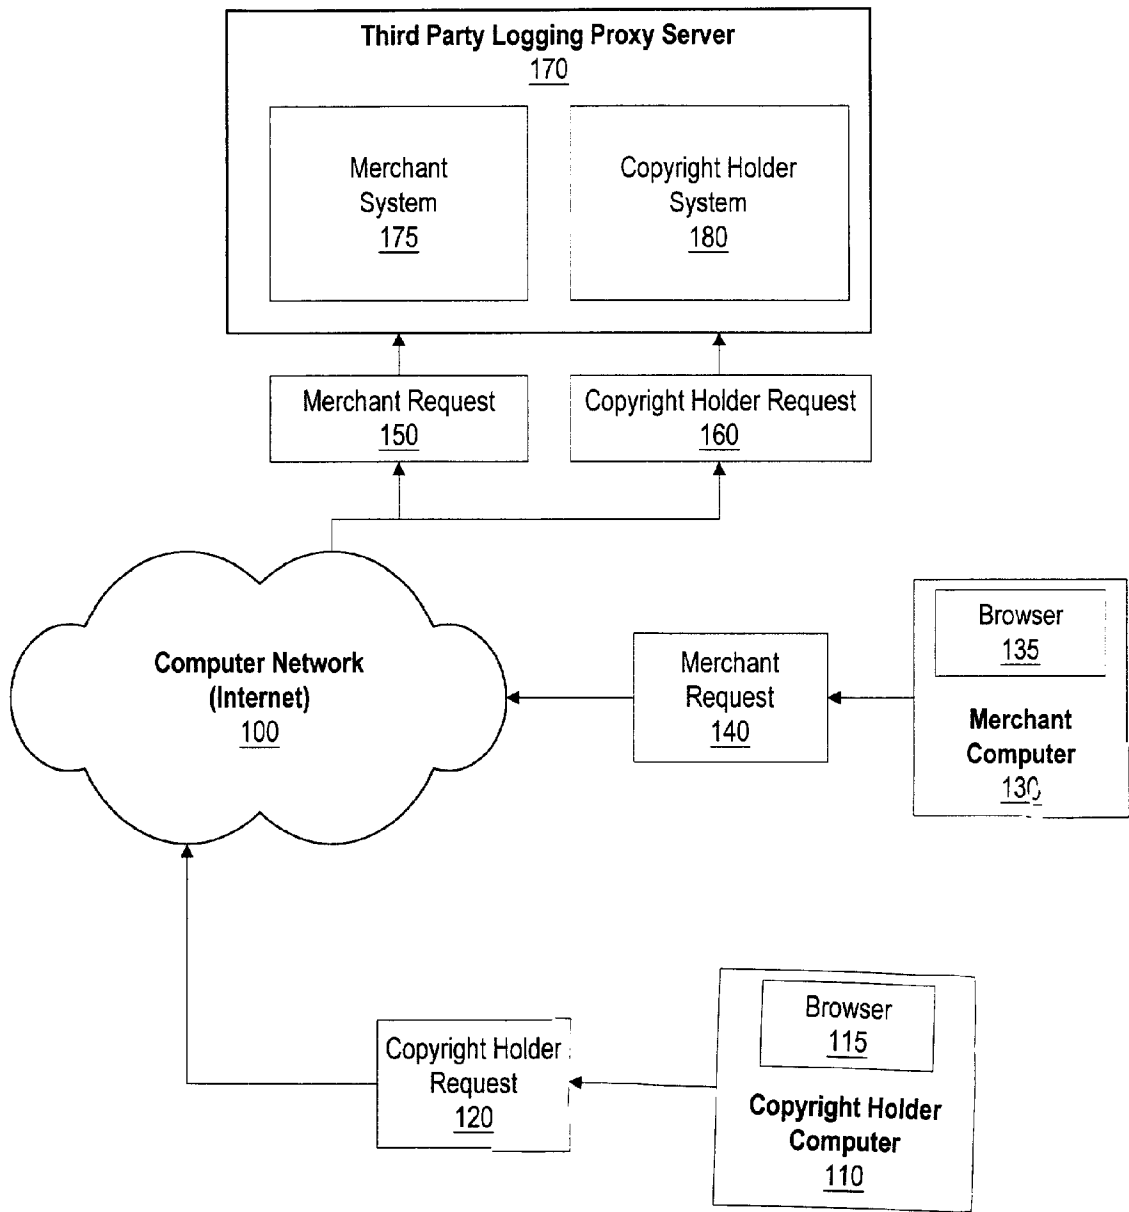 Third Party Logging Proxy Server
170
Merchant
System
175
Copyright Holder
System
180
Merchant Request
150
Copyright Holder Request
160
Computer Network
(Internet)
100
Merchant
Request
140
Browser
135
Merchant
Computer
130
Copyright Holder
Request
120
Browser
115
Copyright Holder
Computer
110